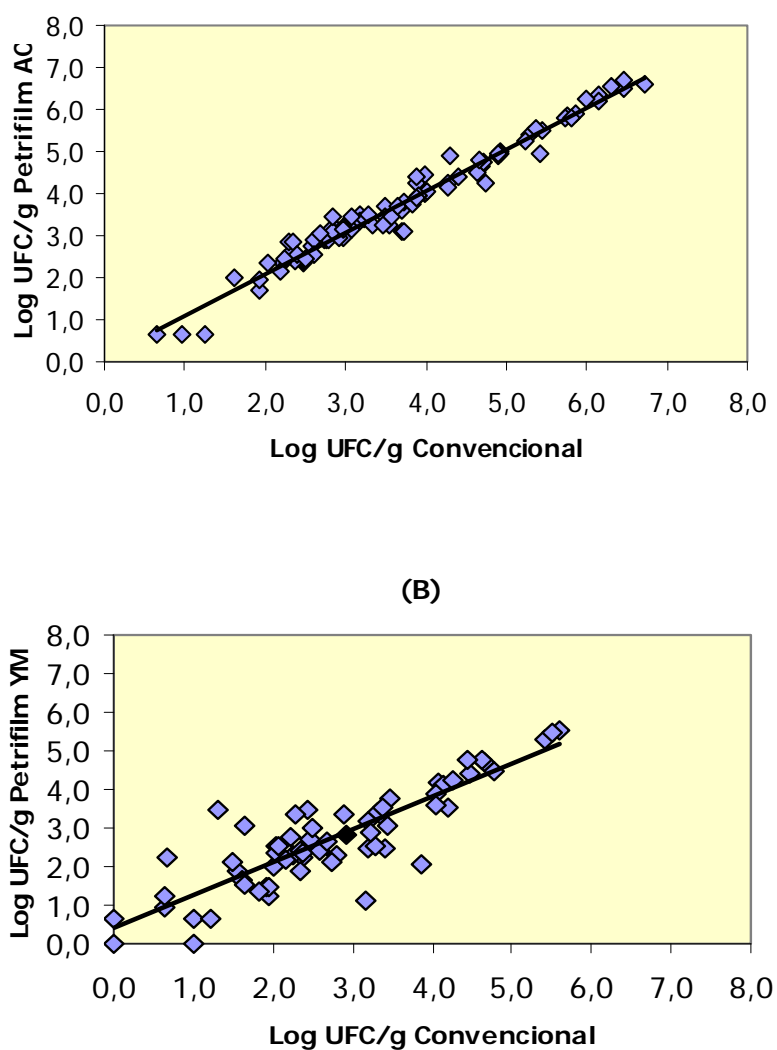 8,0
7,0
6,0
5,0
4,0
3,0
2,0
1,0
0,0
Log UFC/g Petrifilm AC
0,0 1,0 2,0 3,0 4,0 5,0 6,0 7,0 8,0
Log UFC/g Convencional
(B)
8,0
7,0
6,0
5,0
4,0
3,0
2,0
1,0
0,0
Log UFC/g Petrifilm YM
0,0 1,0 2,0 3,0 4,0 5,0 6,0 7,0 8,0
Log UFC/g Convencional